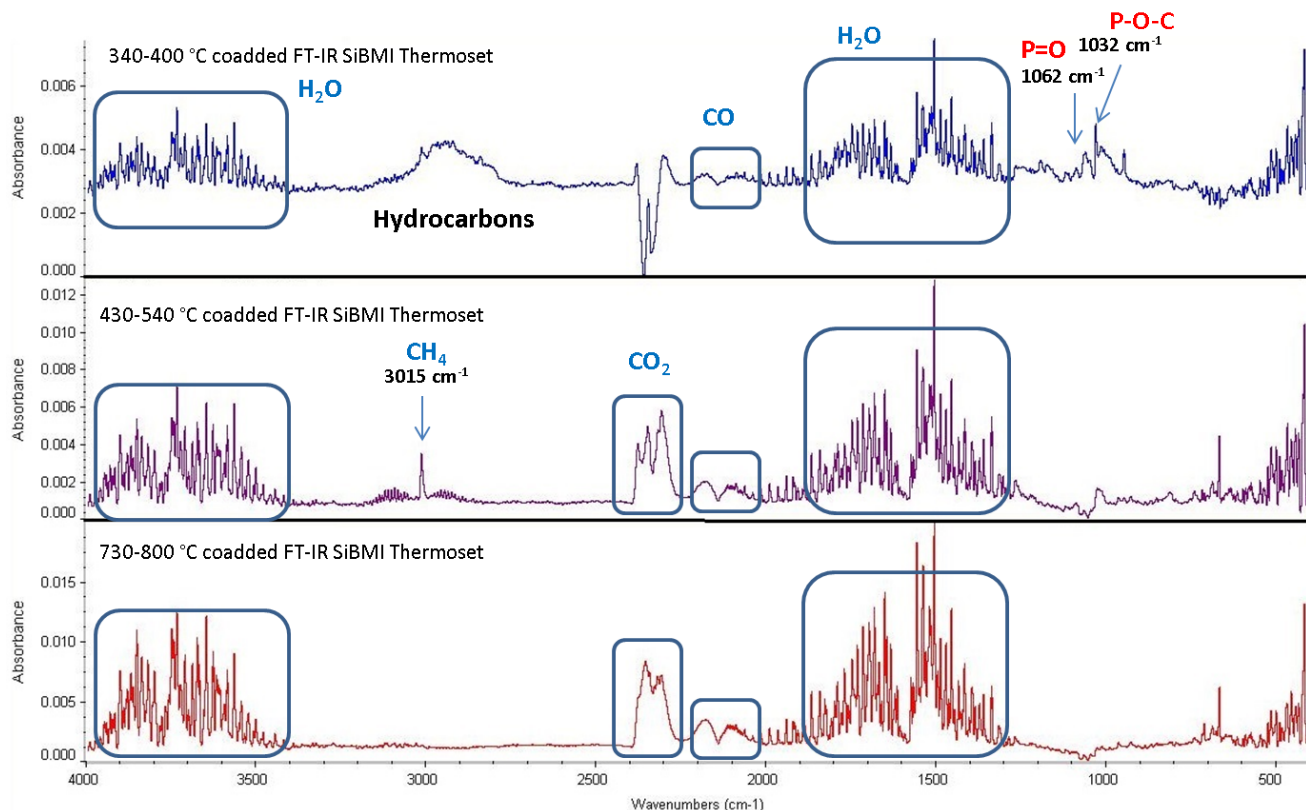 340-400 °C coadded FT-IR SiBMI Thermoset
H₂O
Hydrocarbons
CO
H₂O
P=O
1062 cm⁻¹
P-O-C
1032 cm⁻¹
Absorbance
0.006
0.004
0.002
0.000
430-540 °C coadded FT-IR SiBMI Thermoset
CH₄
3015 cm⁻¹
CO₂
Absorbance
0.012
0.010
0.008
0.006
0.004
0.002
0.000
730-800 °C coadded FT-IR SiBMI Thermoset
Absorbance
0.015
0.010
0.005
0.000
4000 3500 3000 2500 2000 1500 1000 500
Wavenumbers (cm-1)